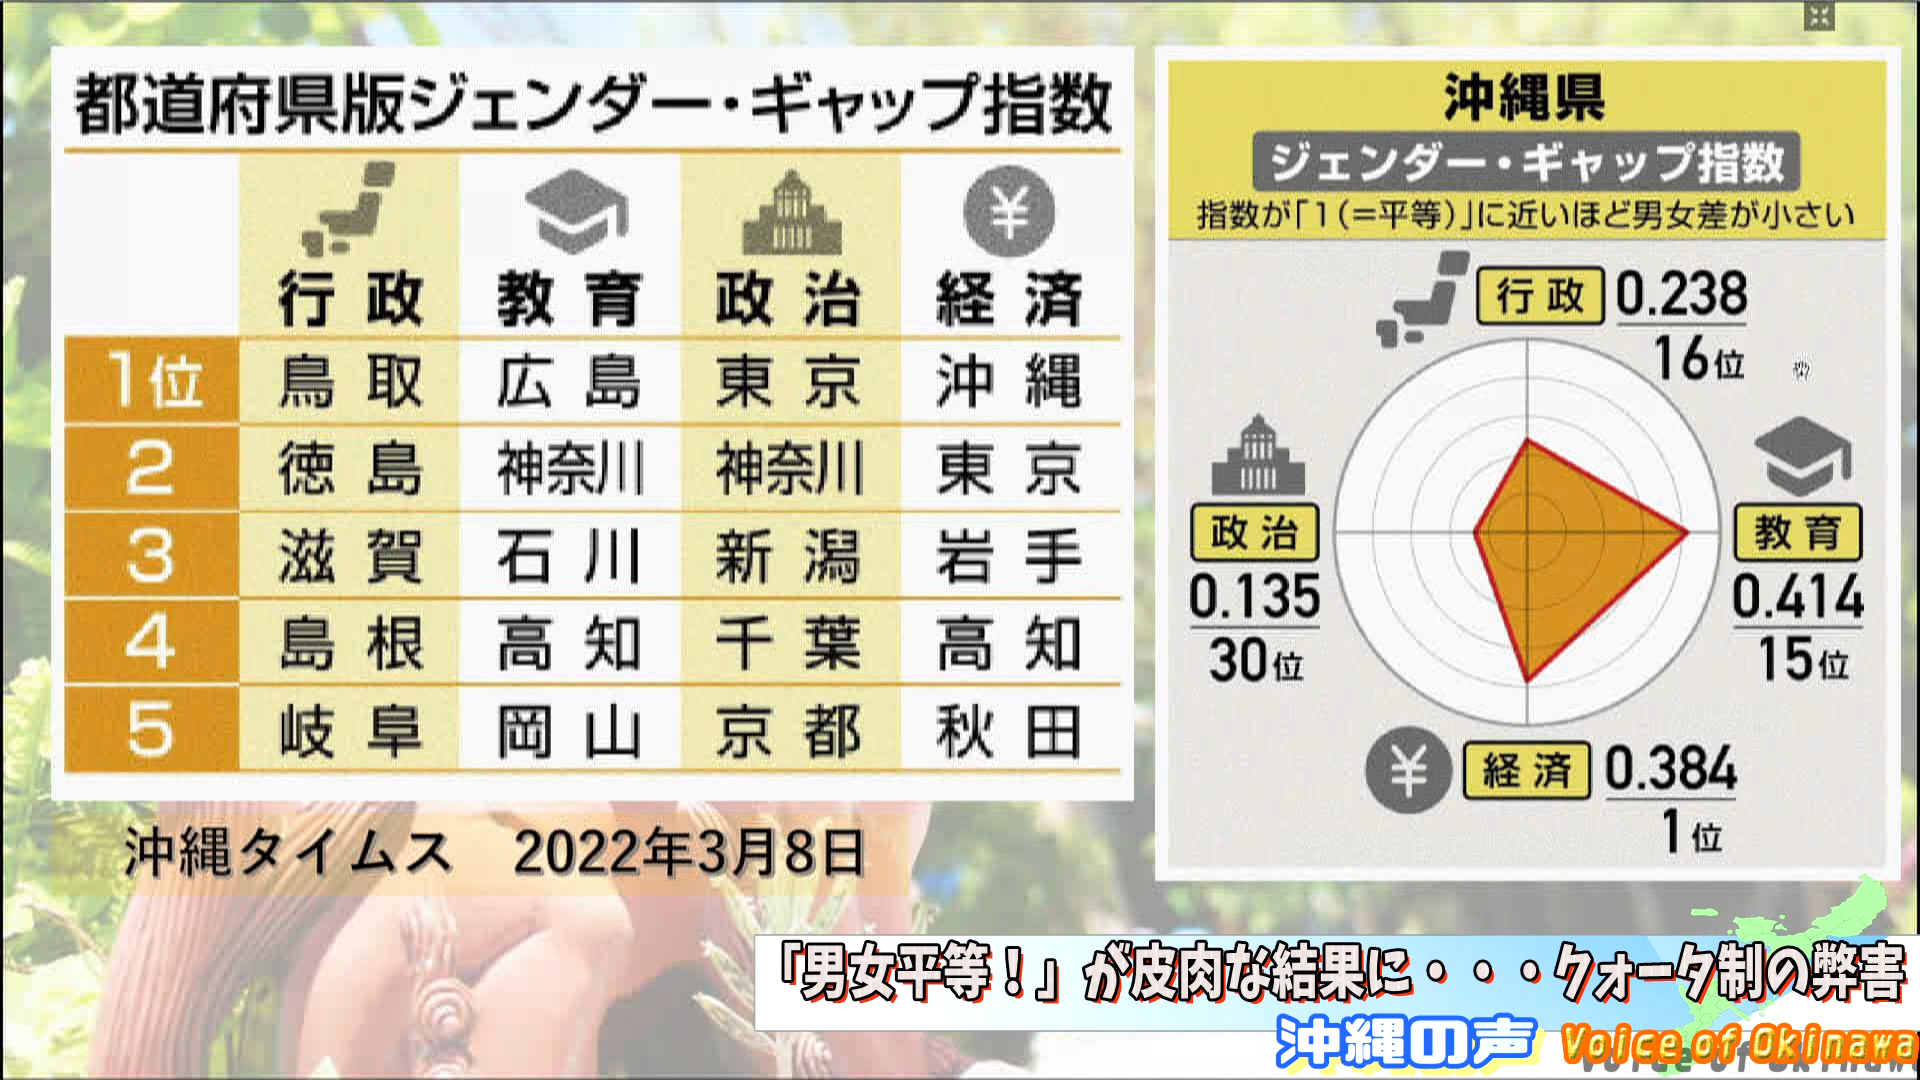 都道府県版ジェンダー・ギャップ指数
行政 教育 政治 経済
1位 鳥取 広島 東京 沖縄
2 徳島 神奈川 神奈川 東京
3 滋賀 石川 新潟 岩手
4 島根 高知 千葉 高知
5 岐阜 岡山 京都 秋田
沖縄タイムス 2022年3月8日
沖縄県
ジェンダー・ギャップ指数
指数が「1(=平等)」に近いほど男女差が小さい
行政 0.238
16位
政治
0.135
30位
教育
0.414
15位
経済 0.384
1位
「男女平等！」が皮肉な結果に・・・クォータ制の弊害
沖縄の声 Voice of Okinawa